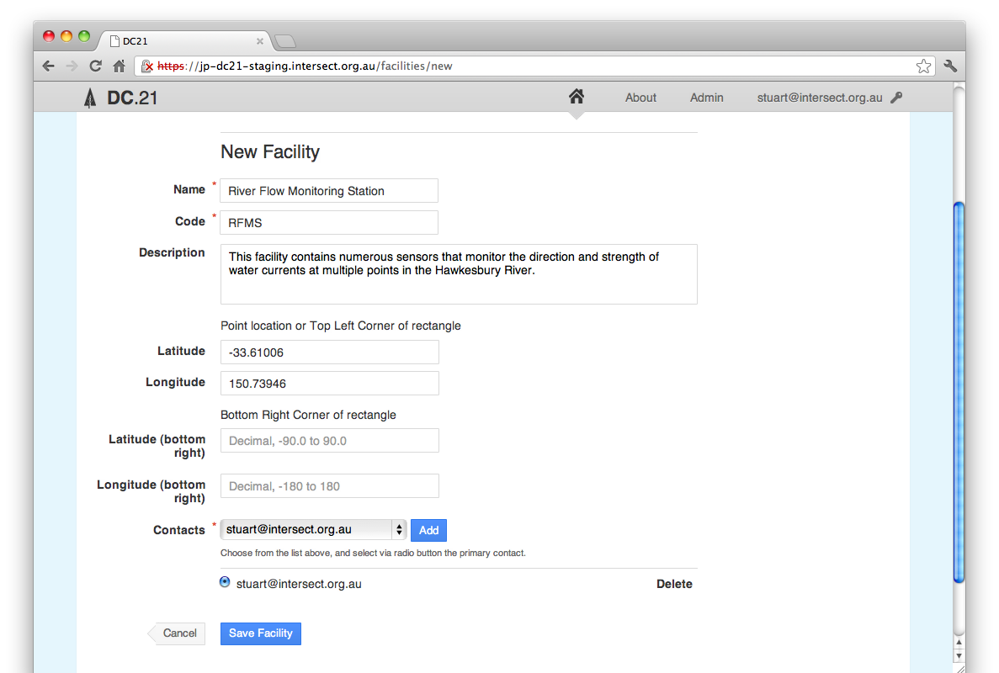 DC21
https://jp-dc21-staging.intersect.org.au/facilities/new
DC.21
About
Admin
stuart@intersect.org.au
New Facility
Name * River Flow Monitoring Station
Code * RFMS
Description
This facility contains numerous sensors that monitor the direction and strength of
water currents at multiple points in the Hawkesbury River.
Point location or Top Left Corner of rectangle
Latitude -33.61006
Longitude 150.73946
Bottom Right Corner of rectangle
Latitude (bottom
right)
Decimal, -90.0 to 90.0
Longitude (bottom
right)
Decimal, -180 to 180
Contacts * stuart@intersect.org.au Add
Choose from the list above, and select via radio button the primary contact.
stuart@intersect.org.au Delete
Cancel Save Facility